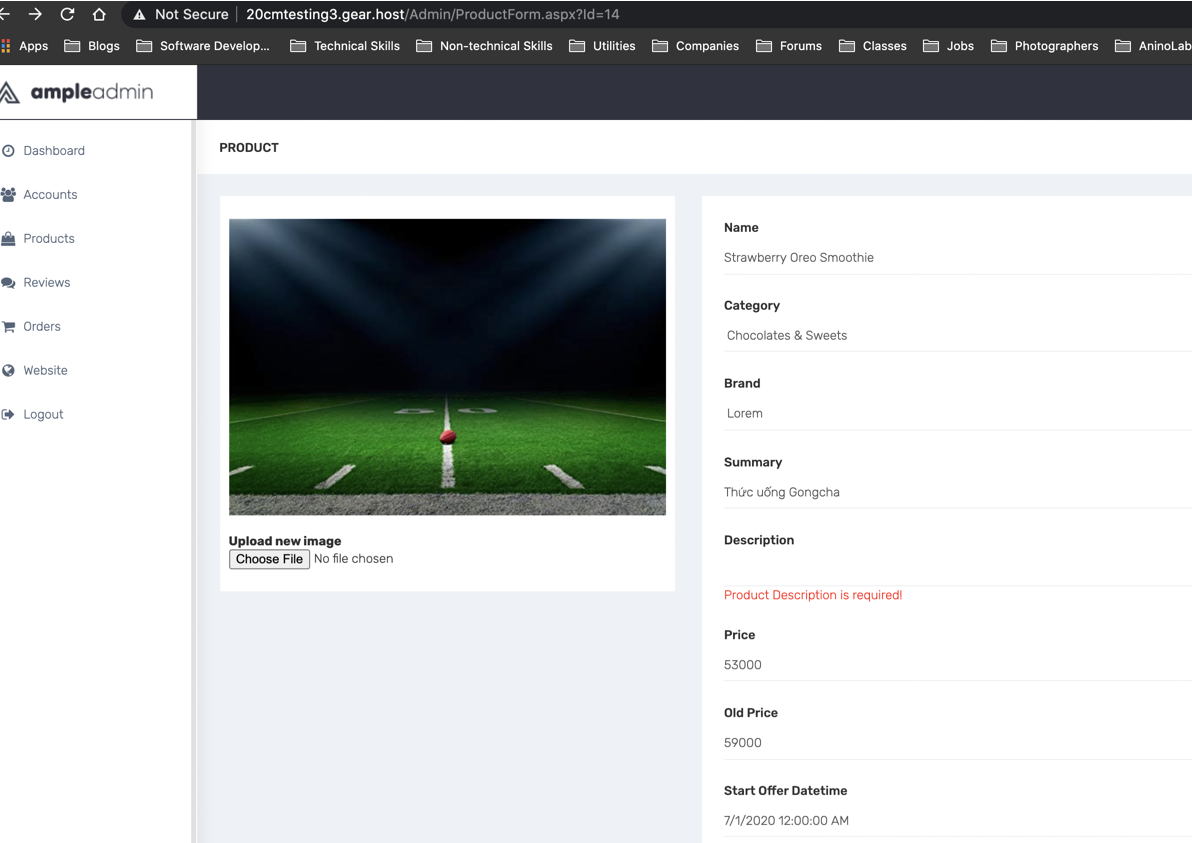 Not Secure 20cmtesting3.gear.host/Admin/ProductForm.aspx?Id=14
Apps Blogs Software Develop... Technical Skills Non-technical Skills Utilities Companies Forums Classes Jobs Photographers AninoLab
ampleadmin
Dashboard
Accounts
Products
Reviews
Orders
Website
Logout
PRODUCT
5 0
Upload new image
Choose File No file chosen
Name
Strawberry Oreo Smoothie
Category
Chocolates & Sweets
Brand
Lorem
Summary
Thức uống Gongcha
Description
Product Description is required!
Price
53000
Old Price
59000
Start Offer Datetime
7/1/2020 12:00:00 AM